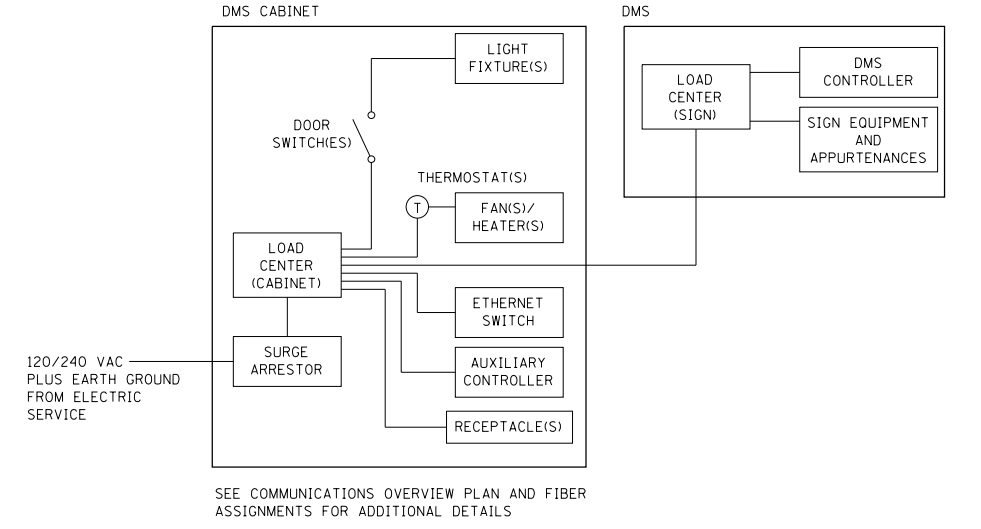 DMS CABINET
DMS
LIGHT
FIXTURE(S)
DOOR
SWITCH(ES)
THERMOSTAT(S)
T
FAN(S)/
HEATER(S)
LOAD
CENTER
(CABINET)
ETHERNET
SWITCH
SURGE
ARRESTOR
AUXILIARY
CONTROLLER
RECEPTACLE(S)
120/240 VAC
PLUS EARTH GROUND
FROM ELECTRIC
SERVICE
LOAD
CENTER
(SIGN)
DMS
CONTROLLER
SIGN EQUIPMENT
AND
APPURTENANCES
SEE COMMUNICATIONS OVERVIEW PLAN AND FIBER
ASSIGNMENTS FOR ADDITIONAL DETAILS